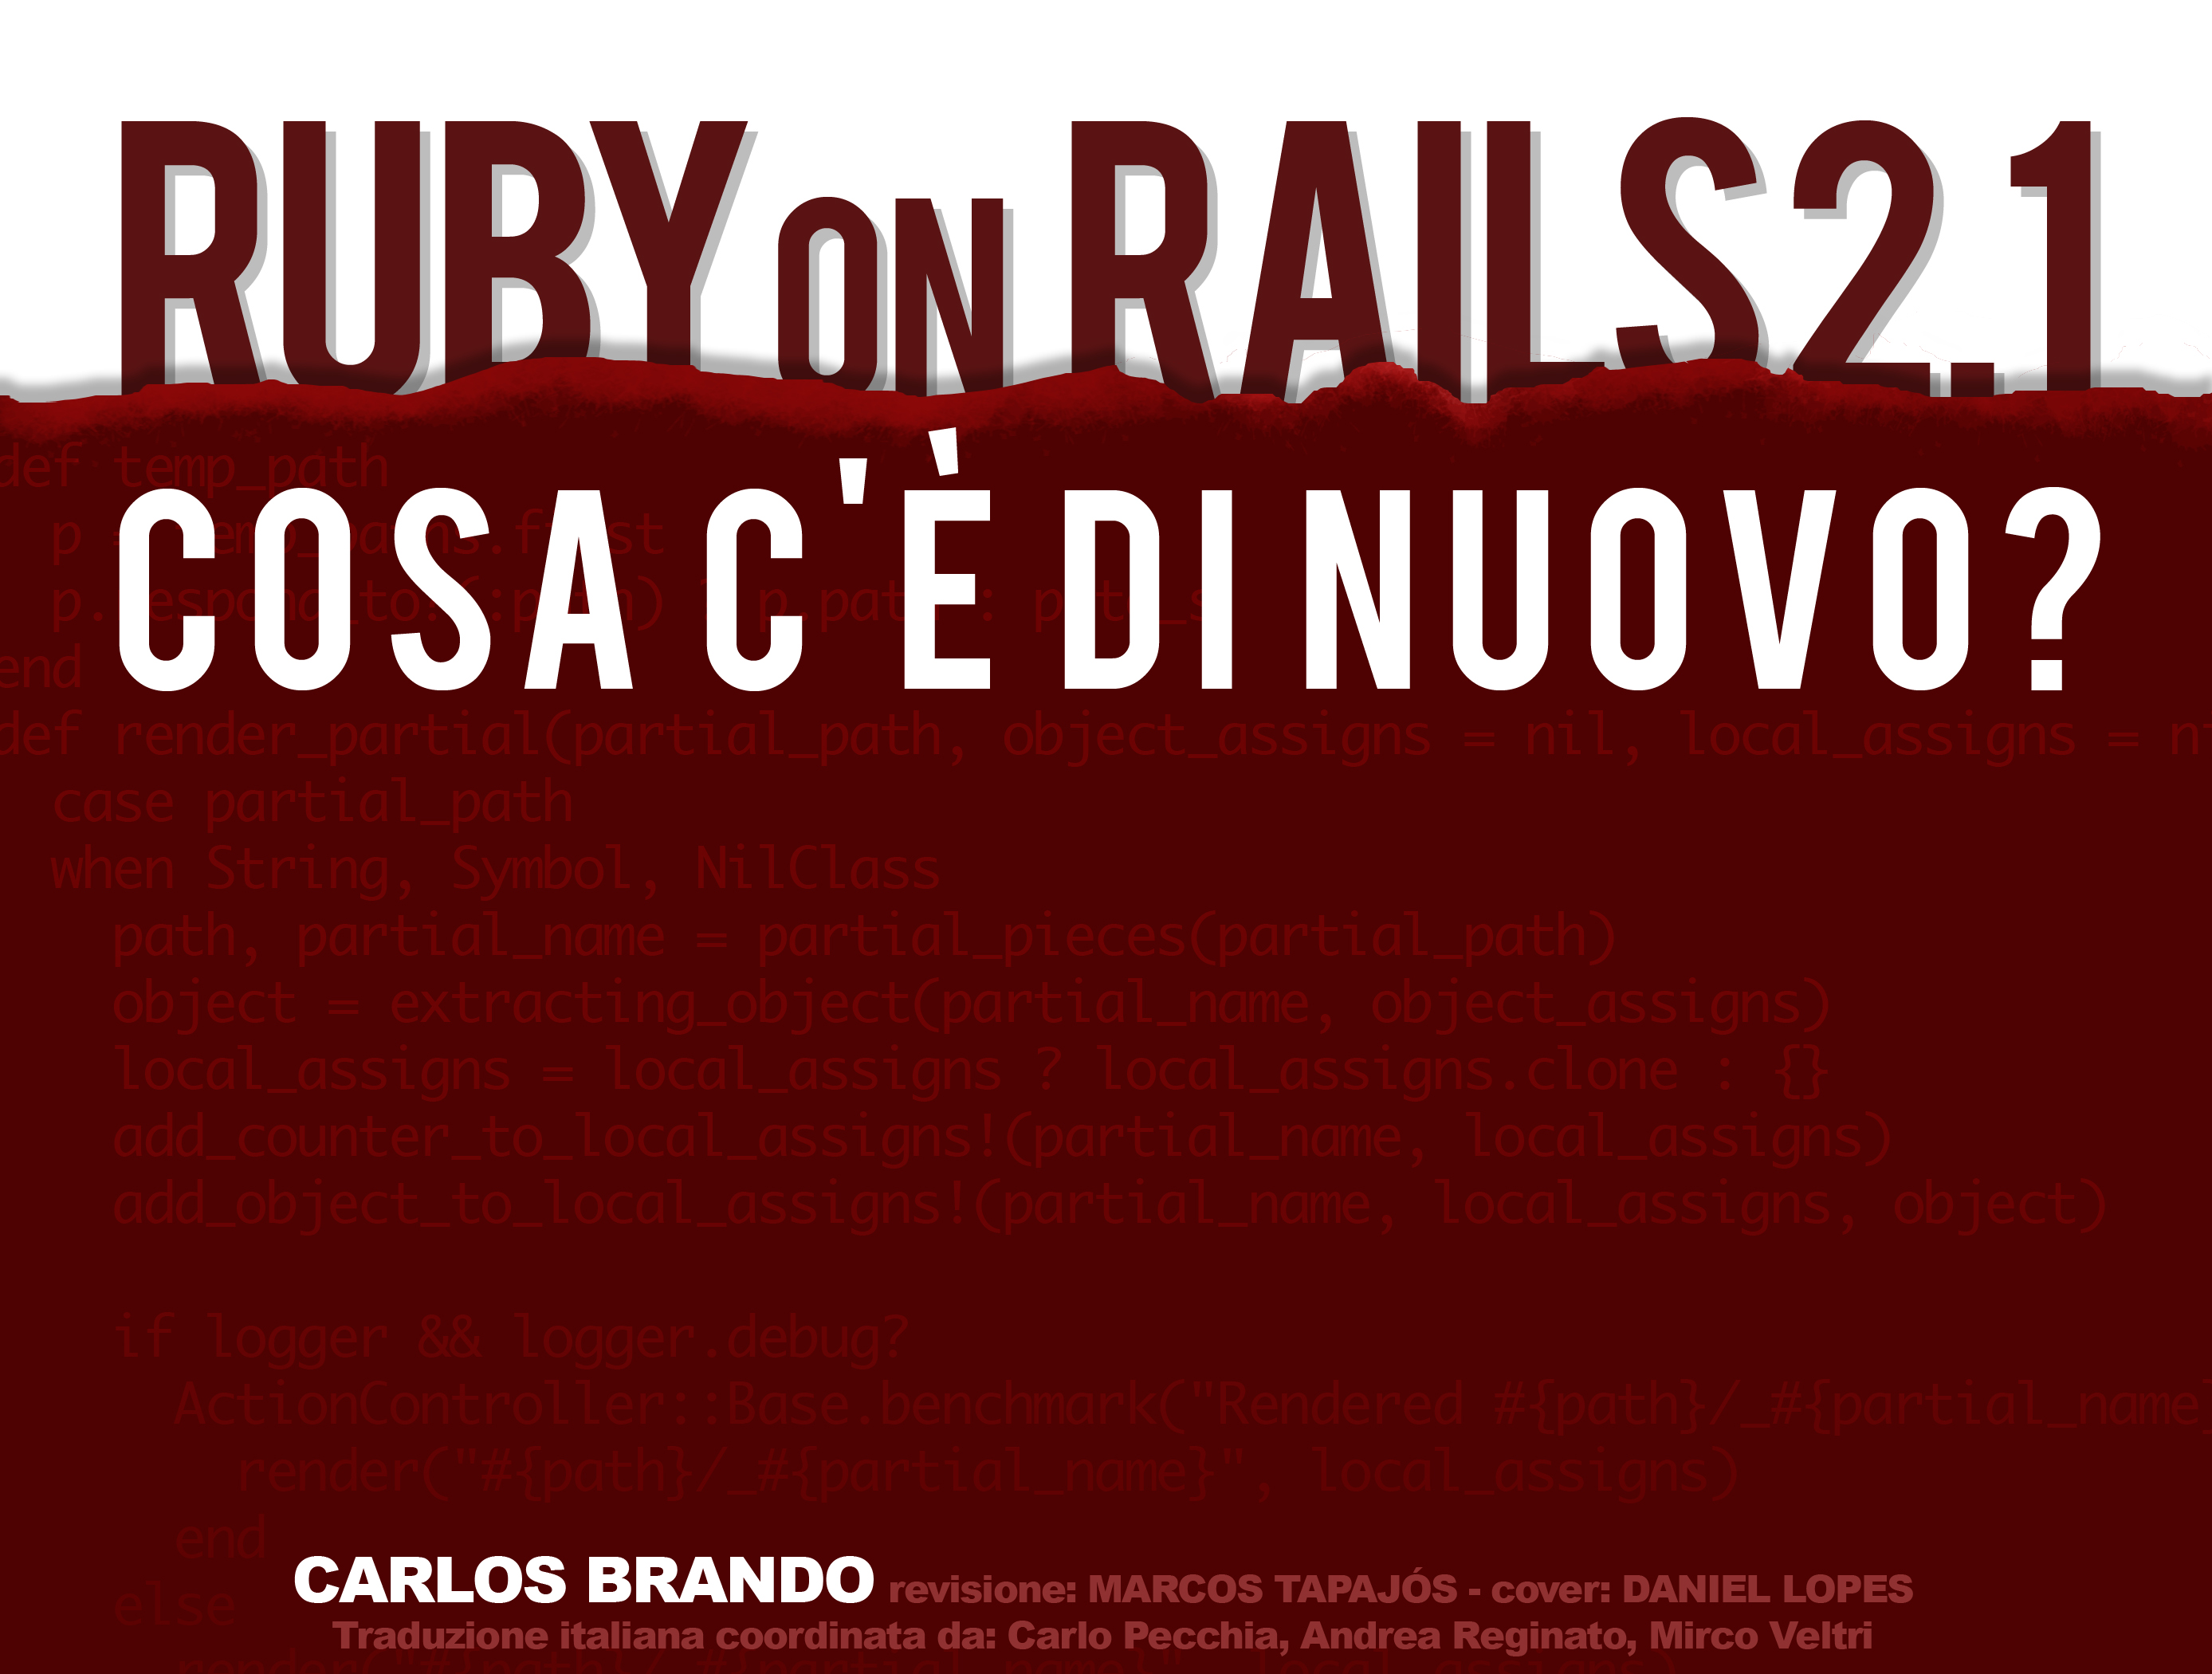 RUBY ON RAILS 2.1
COSA C'È DI NUOVO?
def temp_path
end
def render_partial(partial_path, object_assigns = nil, local_assigns =
case partial_path
when String, Symbol, NilClass
path, partial_name = partial_pieces(partial_path)
object = extracting_object(partial_name, object_assigns)
local_assigns = local_assigns ? local_assigns.clone : {}
add_counter_to_local_assigns!(partial_name, local_assigns)
add_object_to_local_assigns!(partial_name, local_assigns, object)
if logger && logger.debug?
ActionController::Base.benchmark("Rendered #{path}/_#{partial_name}
render("#{path}/_#{partial_name}", local_assigns)
end
else
CARLOS BRANDO revisione: MARCOS TAPAJÓS - cover: DANIEL LOPES
Traduzione italiana coordinata da: Carlo Pecchia, Andrea Reginato, Mirco Veltri